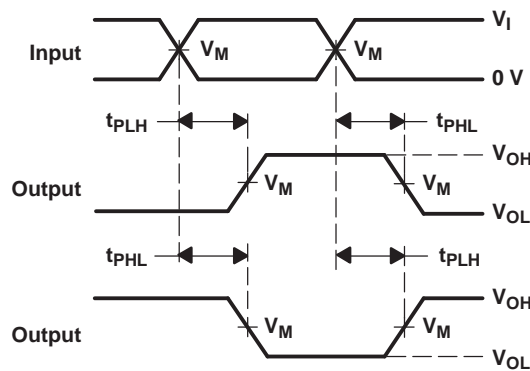 V_I
Input V_M V_M
0 V
t_PLH t_PHL
V_OH
Output V_M V_M
V_OL
t_PHL t_PLH
V_OH
V_M V_M
Output
V_OL